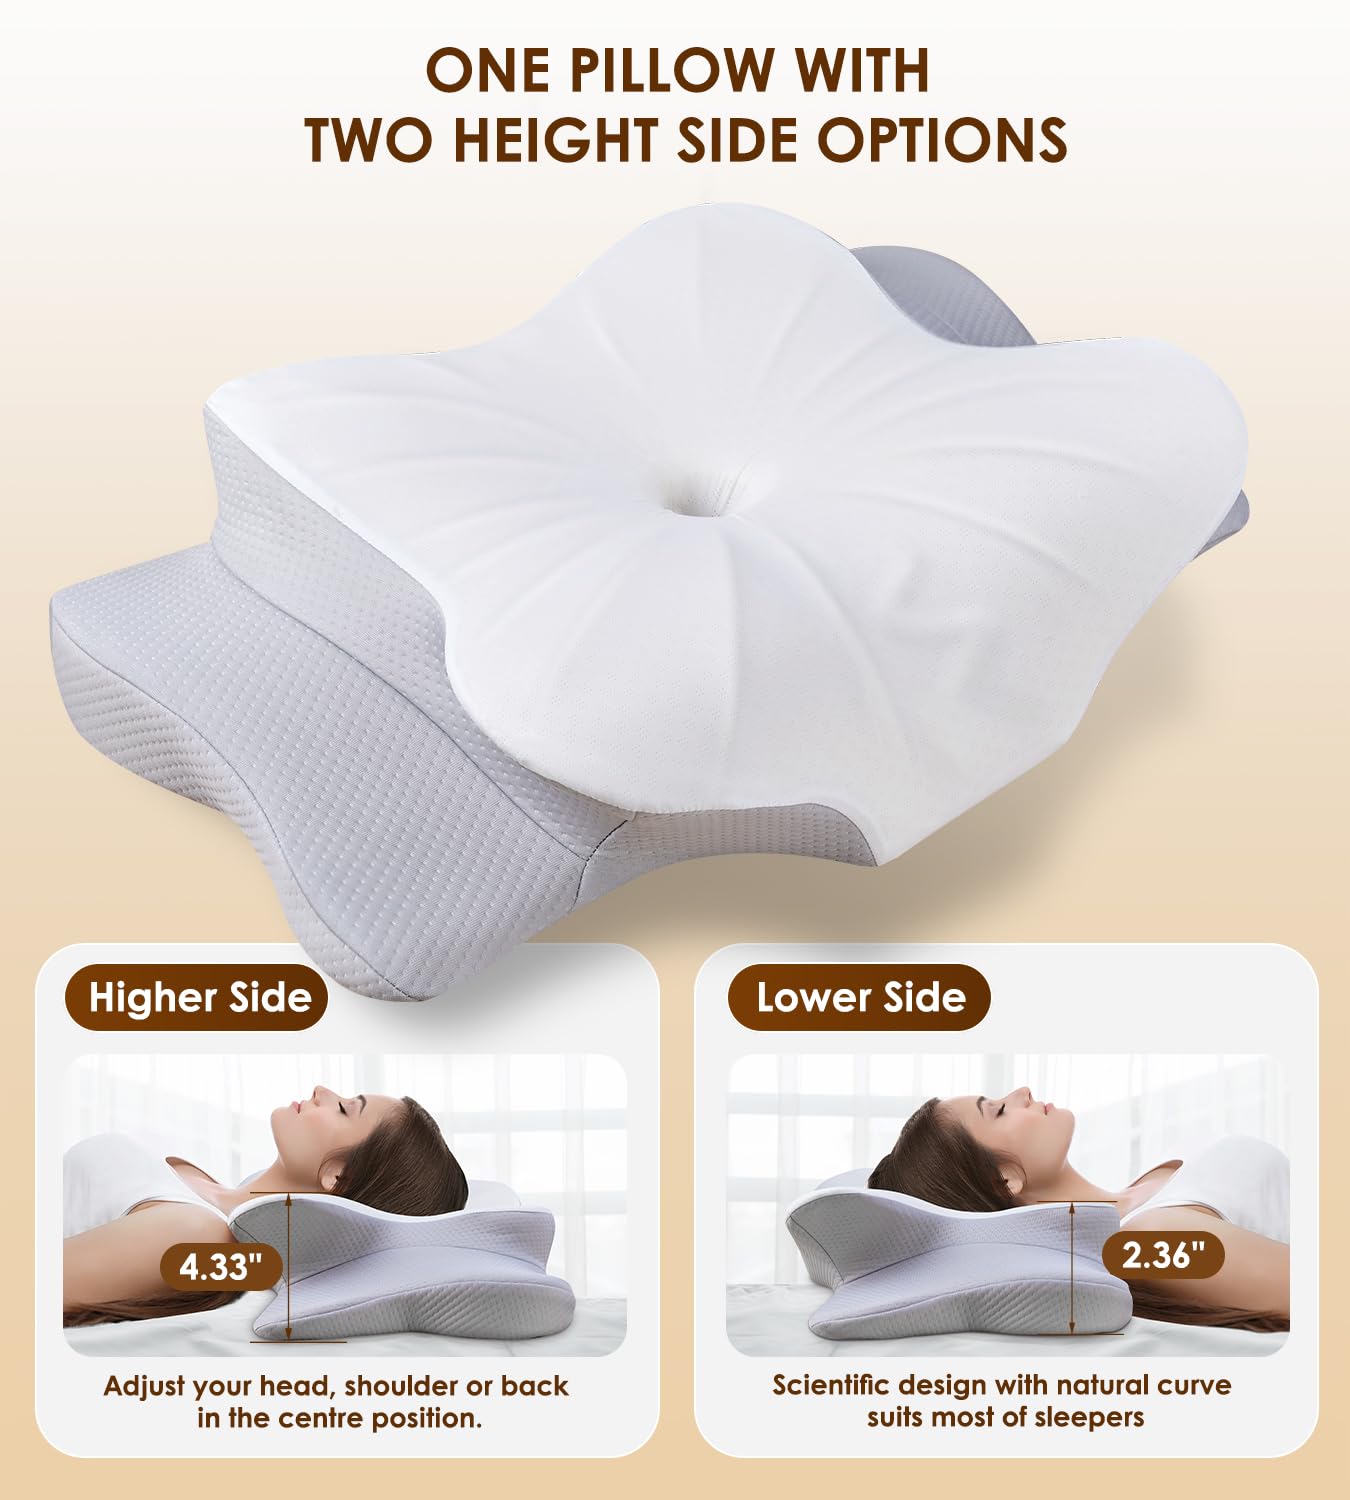 ONE PILLOW WITH
TWO HEIGHT SIDE OPTIONS
Higher Side
4.33"
Adjust your head, shoulder or back
in the centre position.
Lower Side
2.36"
Scientific design with natural curve
suits most of sleepers